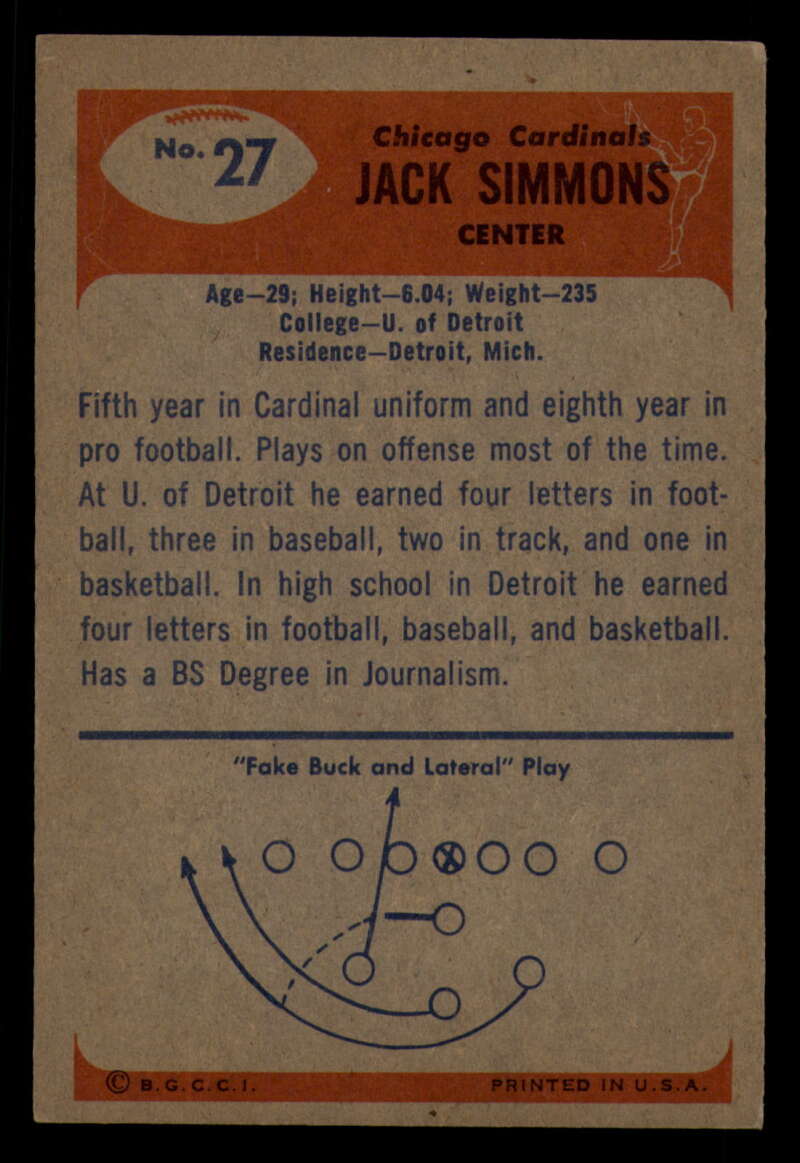 No. 27
Chicago Cardinals
JACK SIMMONS
CENTER
Age—29; Height—6.04; Weight—235
College—U. of Detroit
Residence—Detroit, Mich.
Fifth year in Cardinal uniform and eighth year in
pro football. Plays on offense most of the time.
At U. of Detroit he earned four letters in foot-
ball, three in baseball, two in track, and one in
basketball. In high school in Detroit he earned
four letters in football, baseball, and basketball.
Has a BS Degree in Journalism.
"Fake Buck and Lateral" Play
© B.G.C.C.I.
PRINTED IN U.S.A.